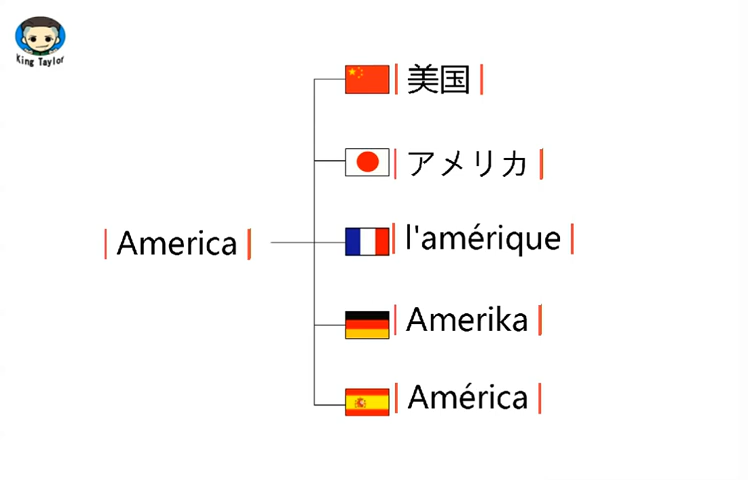 King Taylor
America
美国
アメリカ
l'amérique
Amerika
América